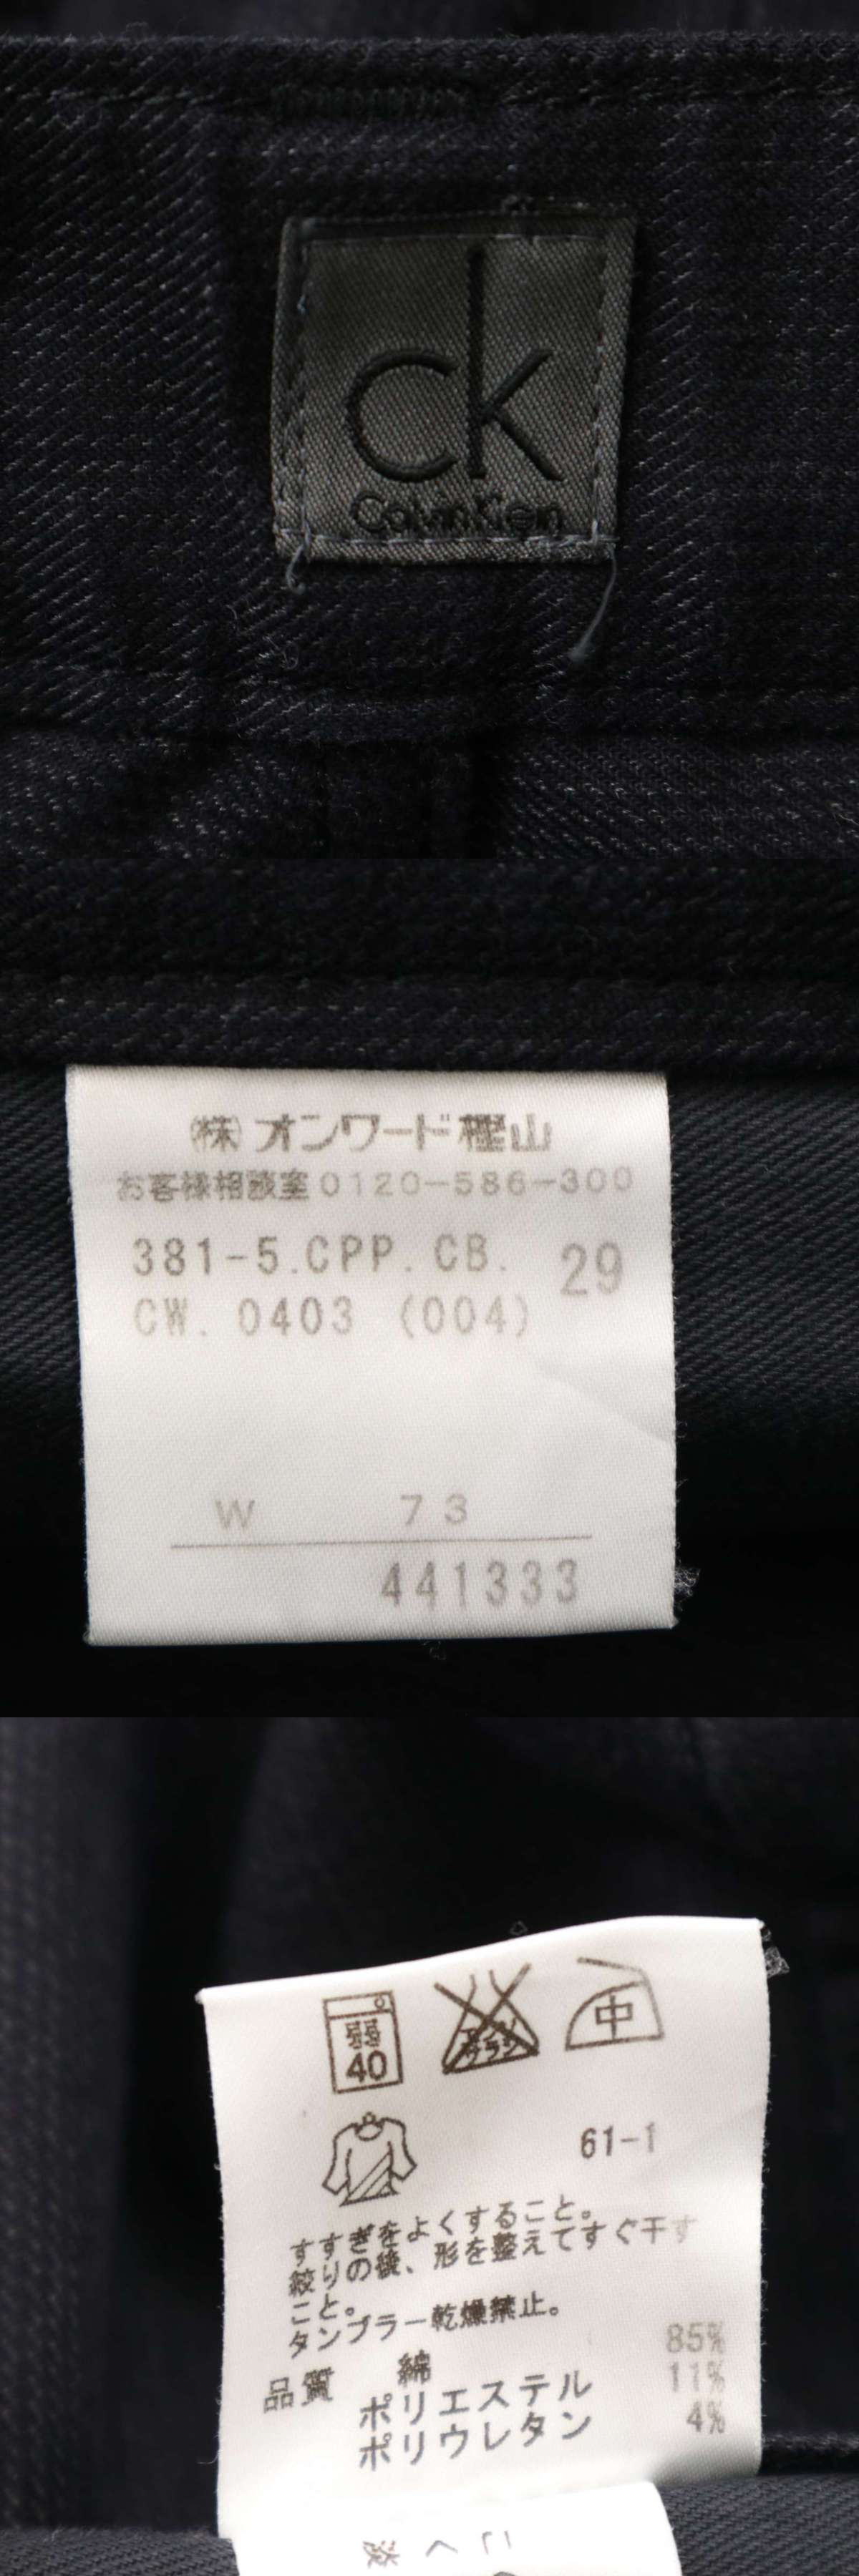 ck
Calvin Klein
㈱オンワード樫山
お客様相談室0120-586-300
381-5.CPP.CB. 29
CW. 0403 (004)
W 73
441333
弱
40
中
61-1
すすぎをよくすること。
絞りの後、形を整えてすぐ干す
こと。
タンブラー乾燥禁止。
品質 綿 85%
ポリエステル 11%
ポリウレタン 4%